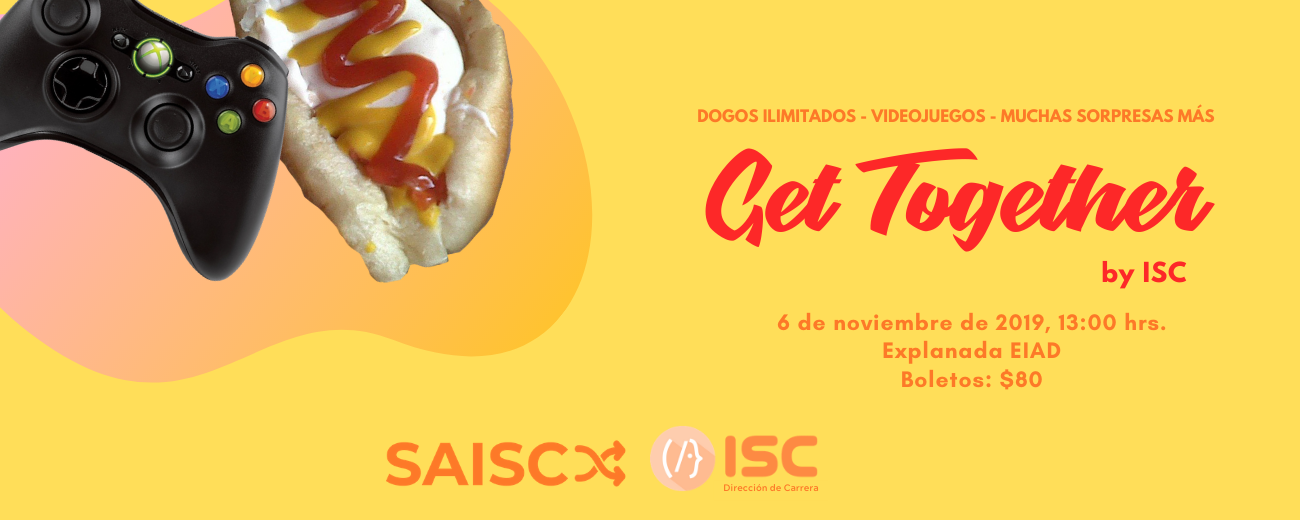 DOGOS ILIMITADOS - VIDEOJUEGOS - MUCHAS SORPRESAS MÁS
Get Together
by ISC
6 de noviembre de 2019, 13:00 hrs.
Explanada EIAD
Boletos: $80
SAISC
ISC
Dirección de Carrera